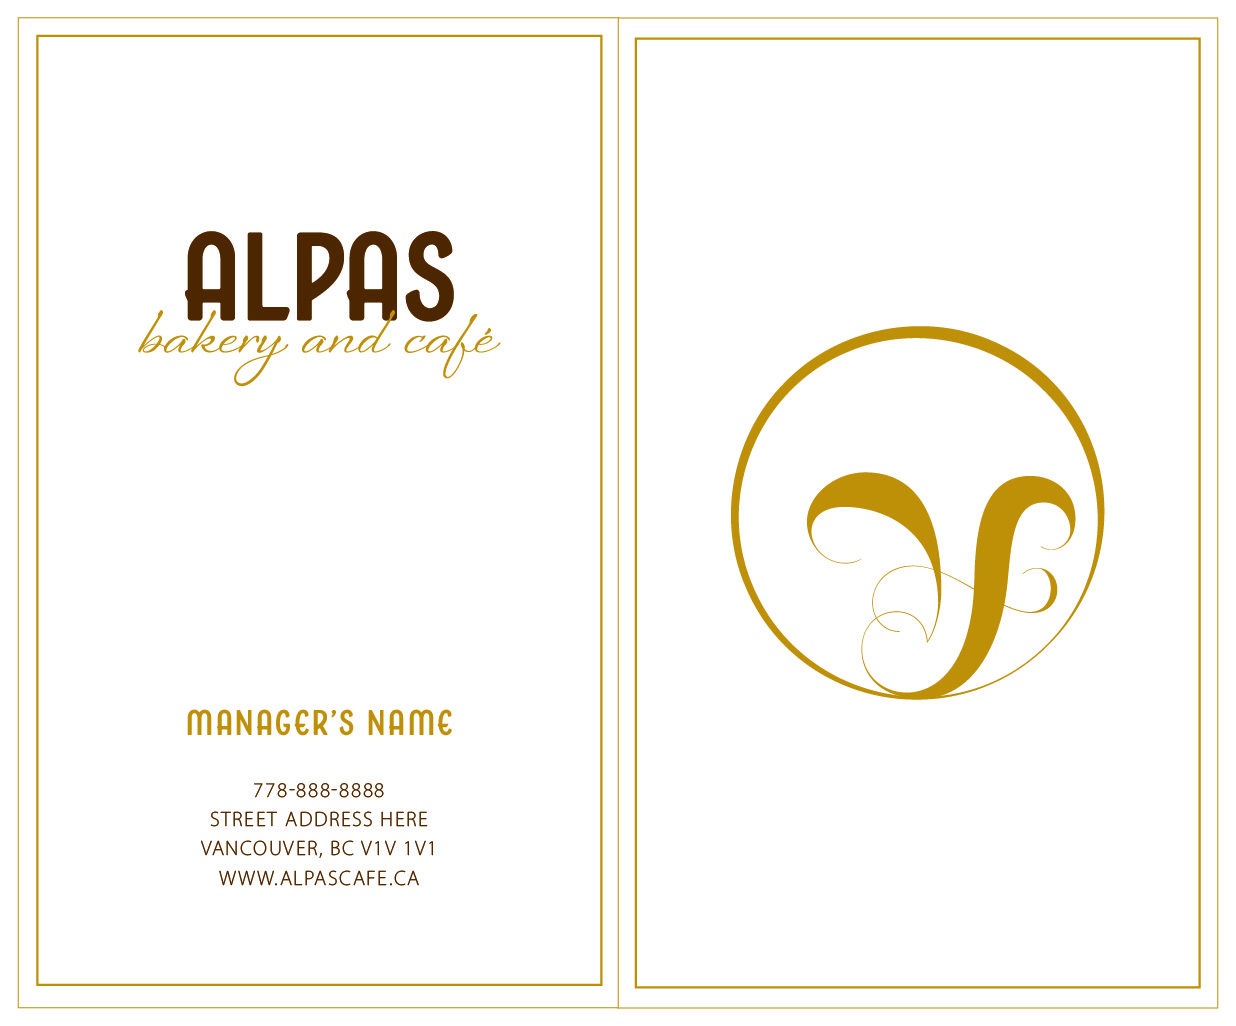 ALPAS
bakery and café
MANAGER'S NAME
778-888-8888
STREET ADDRESS HERE
VANCOUVER, BC V1V 1V1
WWW.ALPASCAFE.CA